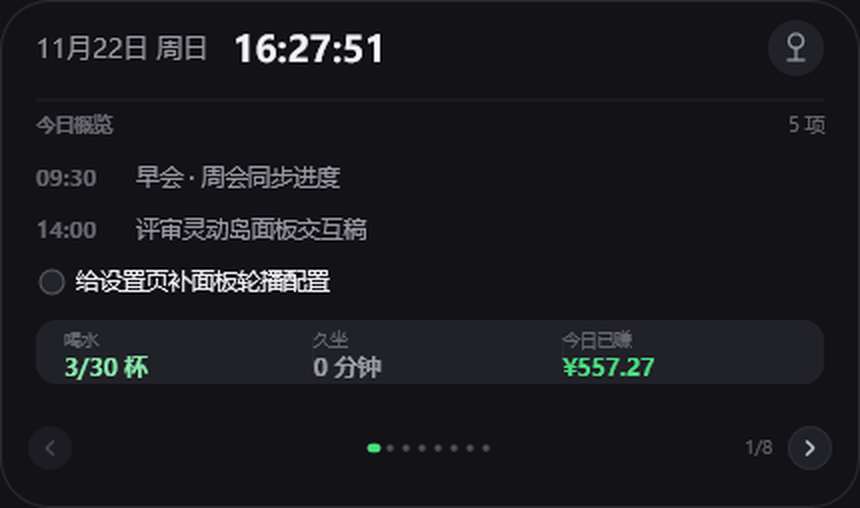 11月22日 周日 16:27:51
今日概览 5 项
09:30 早会 · 周会同步进度
14:00 评审灵动岛面板交互稿
给设置页补面板轮播配置
喝水 久坐 今日已赚
3/30 杯 0 分钟 ¥557.27
1/8